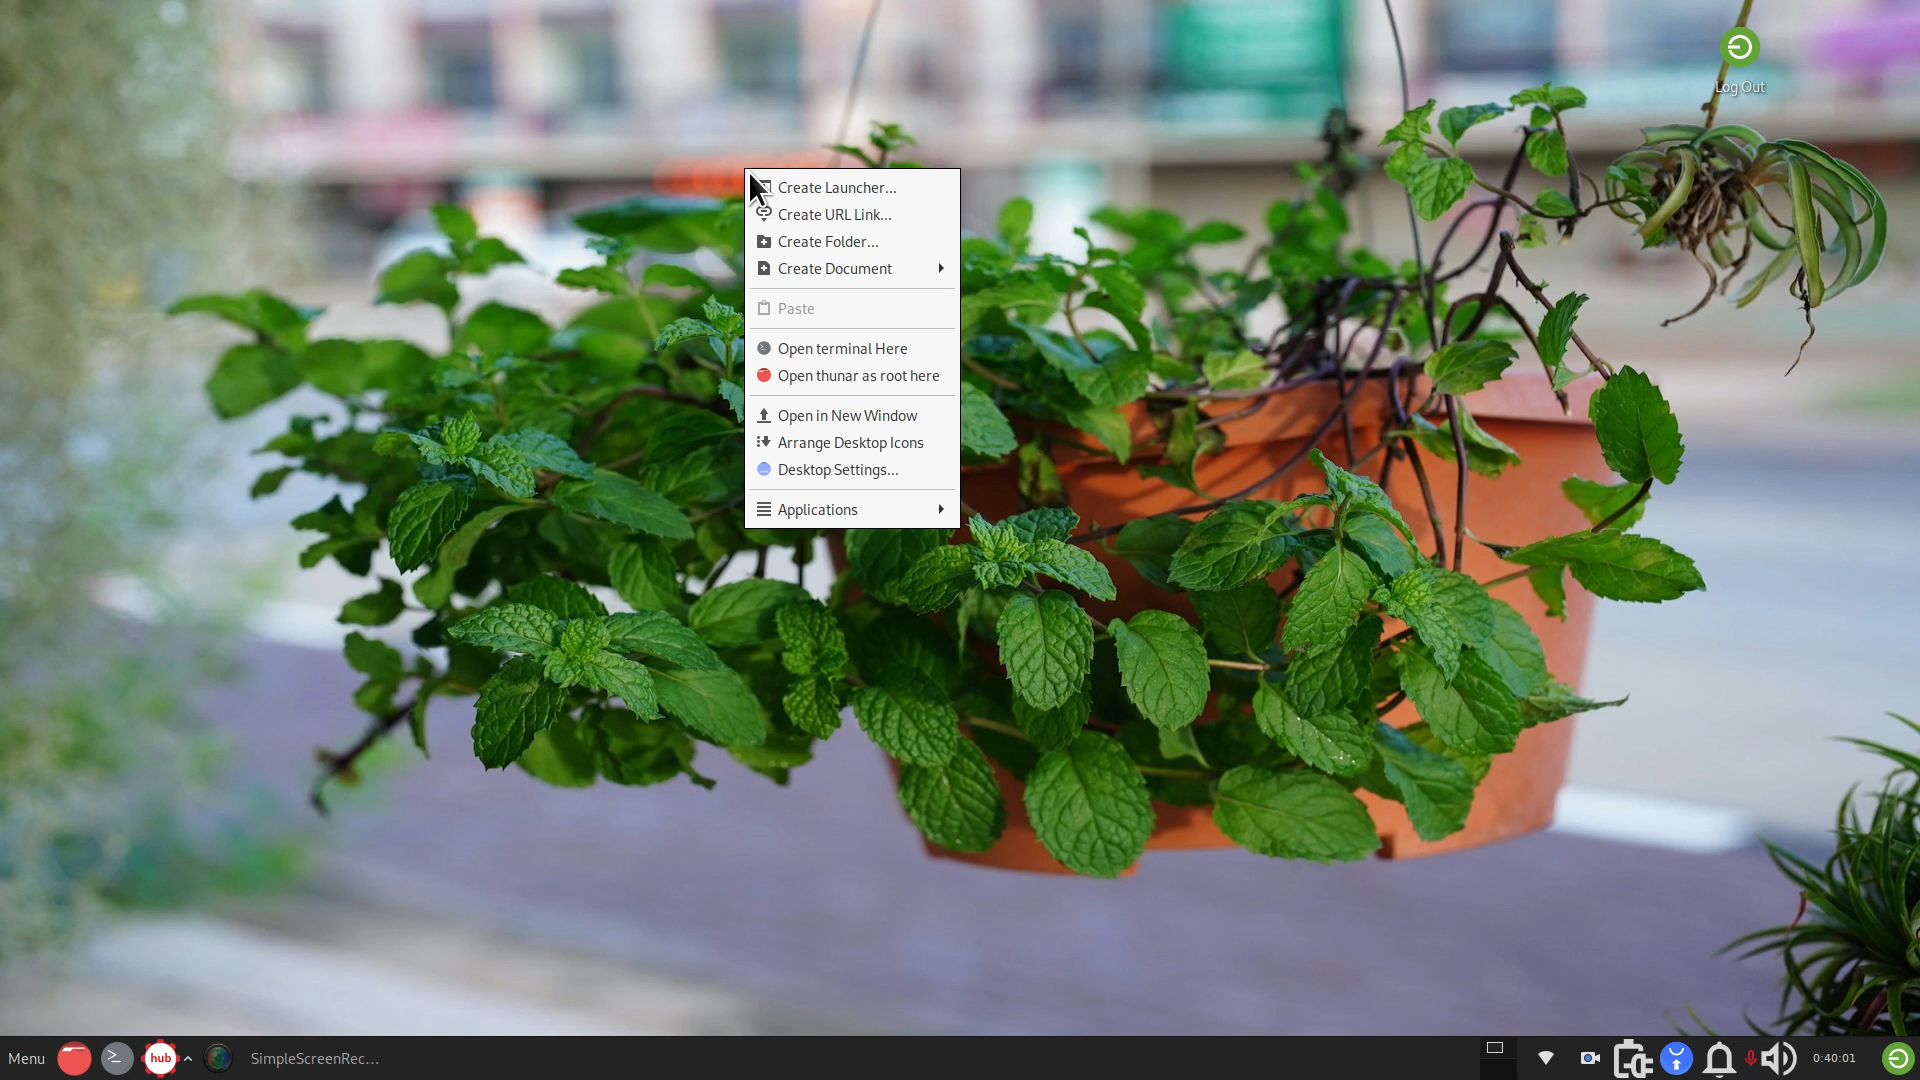 Log Out
Create Launcher...
Create URL Link...
Create Folder...
Create Document
Paste
Open terminal Here
Open thunar as root here
Open in New Window
Arrange Desktop Icons
Desktop Settings...
Applications
Menu
hub
SimpleScreenRec...
0:40:01